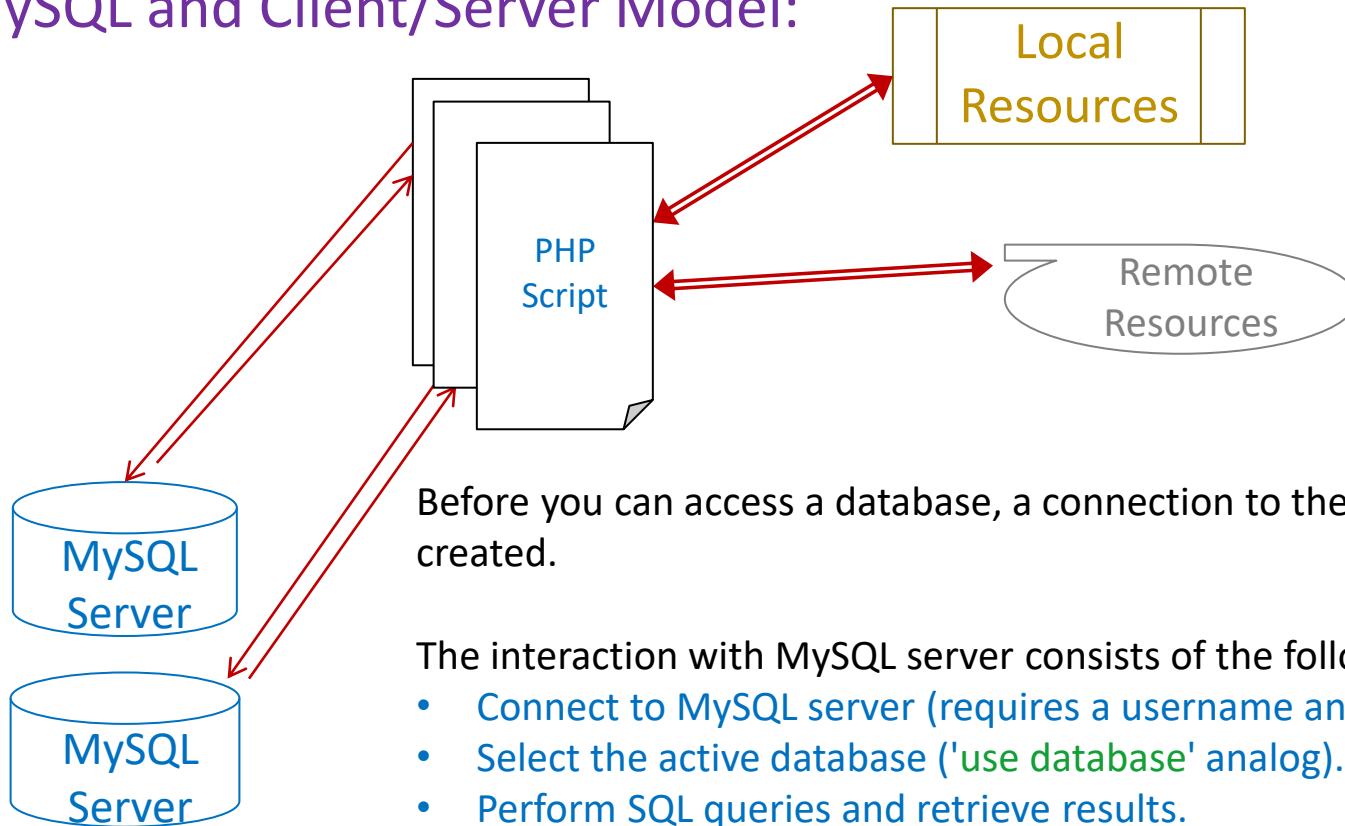 ySQL and Client/Server Model:
Local
Resources
PHP
Script
Remote
Resources
MySQL
Server
MySQL
Server
Before you can access a database, a connection to the
created.
The interaction with MySQL server consists of the follo
• Connect to MySQL server (requires a username an
• Select the active database ('use database' analog).
• Perform SQL queries and retrieve results.